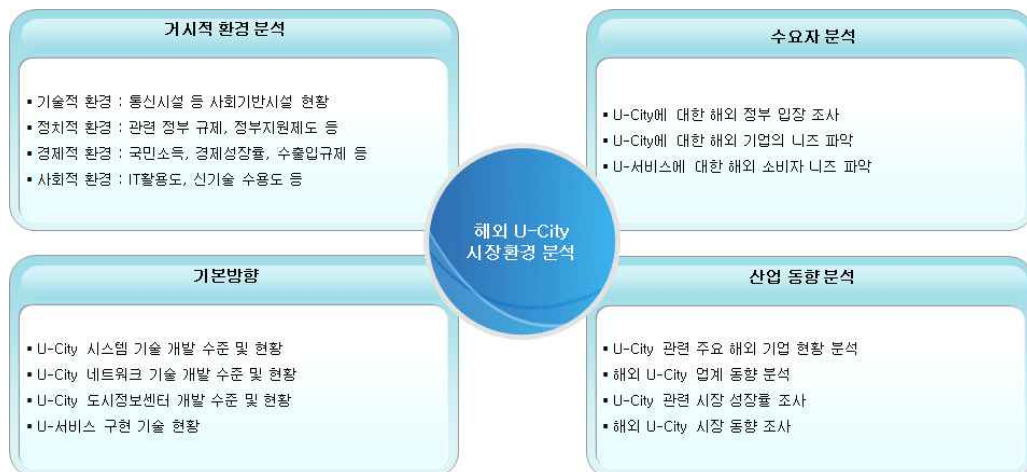 거시적 환경 분석
▪ 기술적 환경 : 통신시설 등 사회기반시설 현황
▪ 정치적 환경 : 관련 정부 규제, 정부지원제도 등
▪ 경제적 환경 : 국민소득, 경제성장률, 수출입규제 등
▪ 사회적 환경 : IT활용도, 신기술 수용도 등
수요자 분석
▪ U-City에 대한 해외 정부 입장 조사
▪ U-City에 대한 해외 기업의 니즈 파악
▪ U-서비스에 대한 해외 소비자 니즈 파악
해외 U-City
시장환경 분석
기본방향
▪ U-City 시스템 기술 개발 수준 및 현황
▪ U-City 네트워크 기술 개발 수준 및 현황
▪ U-City 도시정보센터 개발 수준 및 현황
▪ U-서비스 구현 기술 현황
산업 동향 분석
▪ U-City 관련 주요 해외 기업 현황 분석
▪ 해외 U-City 업계 동향 분석
▪ U-City 관련 시장 성장률 조사
▪ 해외 U-City 시장 동향 조사